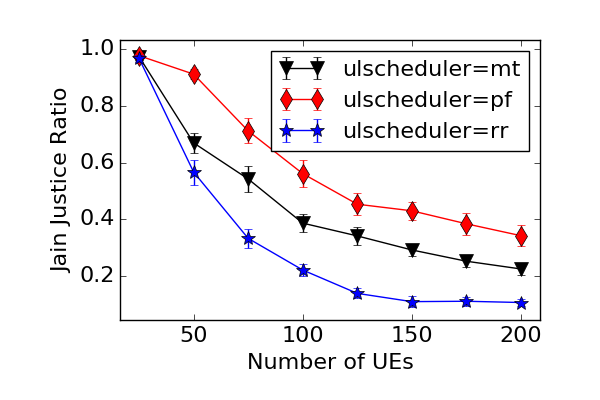 1.0
0.8
0.6
0.4
0.2
Jain Justice Ratio
ulscheduler=mt
ulscheduler=pf
ulscheduler=rr
50
100
150
200
Number of UEs